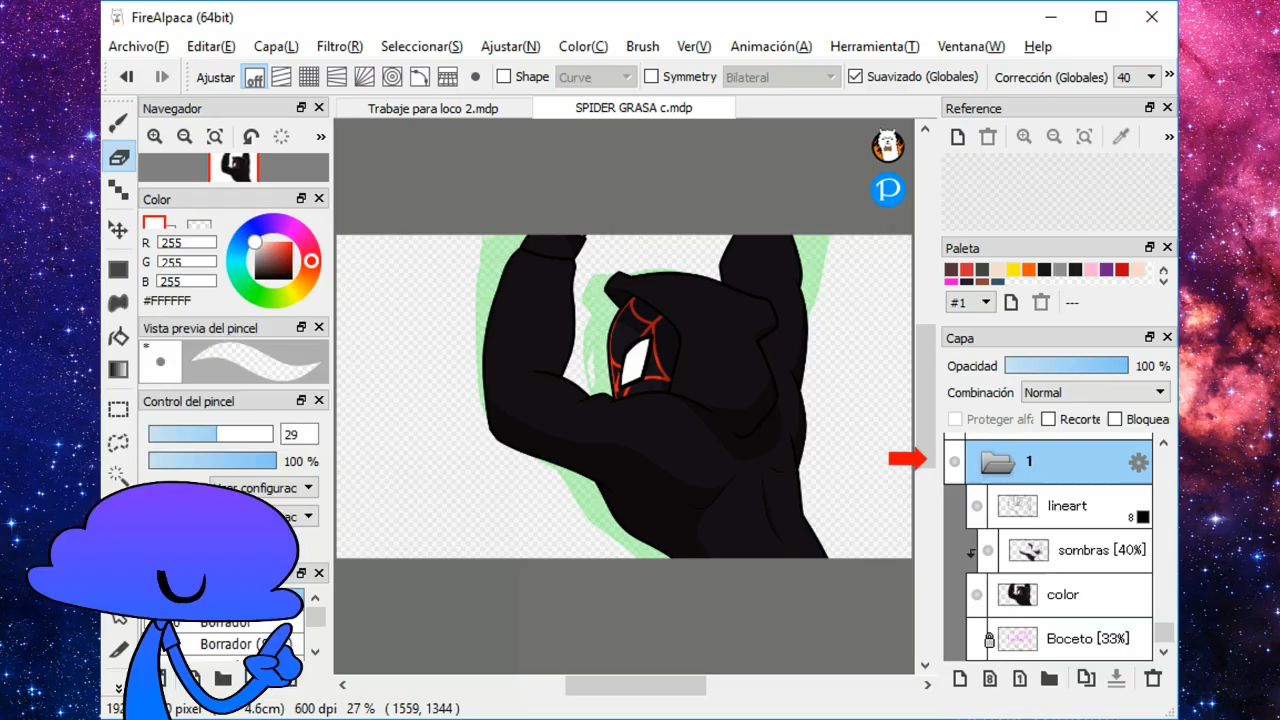 FireAlpaca (64bit)
Archivo(F) Editar(E) Capa(L) Filtro(R) Seleccionar(S) Ajustar(N) Color(C) Brush Ver(V) Animación(A) Herramienta(T) Ventana(W) Help
Ajustar off Shape Curve Symmetry Bilateral Suavizado (Globales) Corrección (Globales) 40
Navegador
Trabaje para loco 2.mdp
SPIDER GRASA c.mdp
Reference
Color
R 255
G 255
B 255
#FFFFFF
Paleta
#1
---
Vista previa del pincel
*
Control del pincel
29
100 %
Capa
Opacidad 100 %
Combinación Normal
Proteger alfa Recorte Bloquea
1
lineart
8
sombras [40%]
color
Boceto [33%]
configurac
Borrador
Borrador (
600 dpi 27 % ( 1559, 1344 )